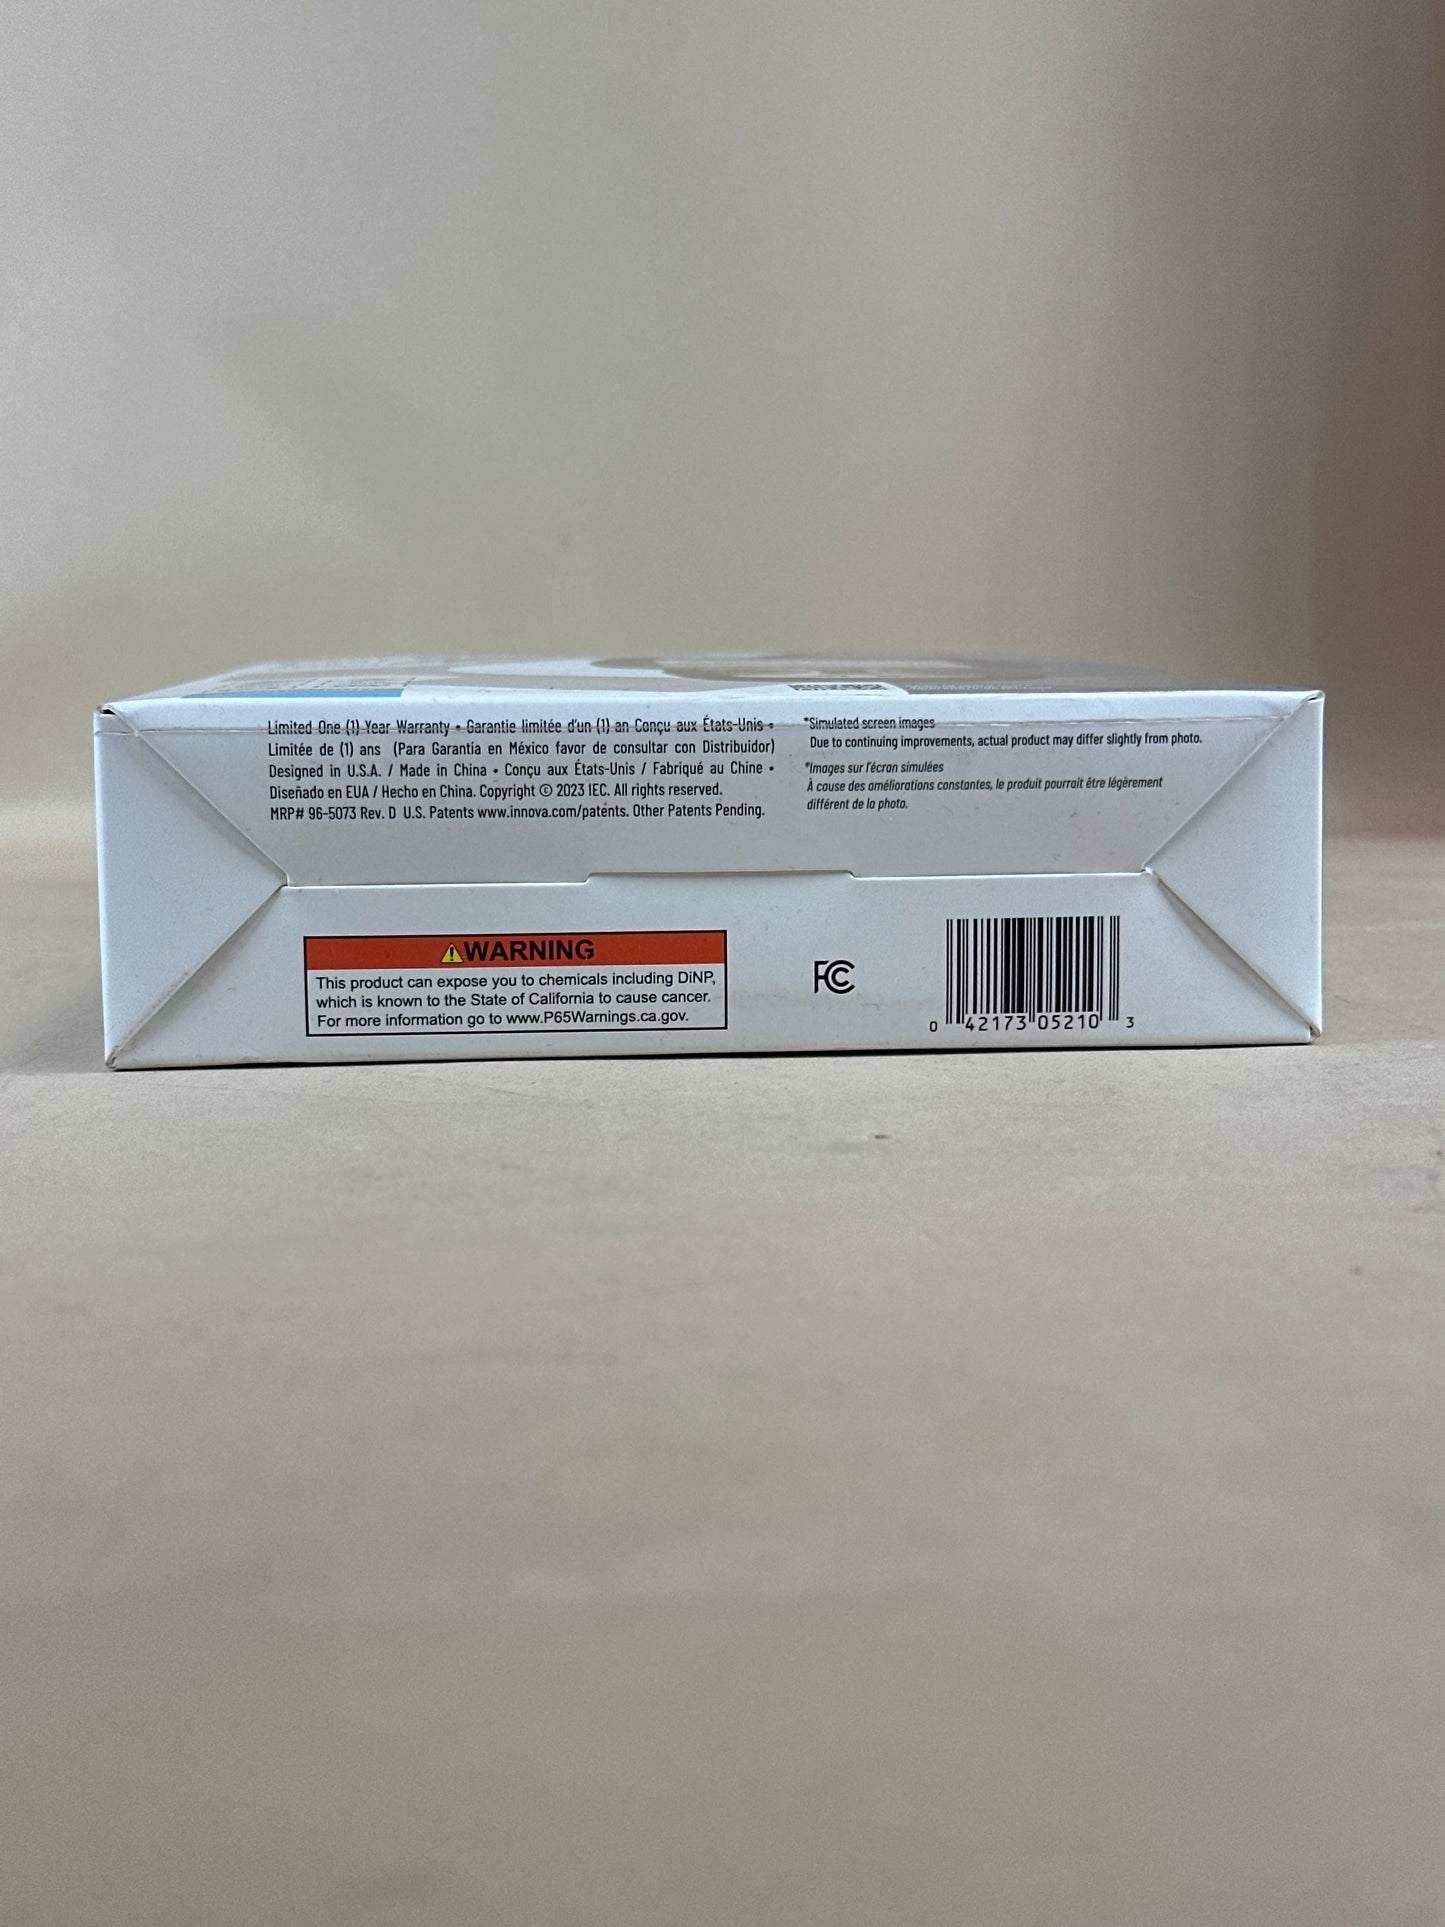 Limited One (1) Year Warranty • Garantie limitée d'un (1) an Conçu aux États-Unis •
Limitée de (1) ans (Para Garantía en México favor de consultar con Distribuidor)
Designed in U.S.A. / Made in China • Conçu aux États-Unis / Fabriqué au Chine •
Diseñado en EUA / Hecho en China. Copyright © 2023 IEC. All rights reserved.
MRP# 96-5073 Rev. D U.S. Patents www.innova.com/patents. Other Patents Pending.
*Simulated screen images
Due to continuing improvements, actual product may differ slightly from photo.
*Images sur l'écran simulées
À cause des améliorations constantes, le produit pourrait être légèrement
différent de la photo.
⚠WARNING
This product can expose you to chemicals including DiNP,
which is known to the State of California to cause cancer.
For more information go to www.P65Warnings.ca.gov.
FC
0 42173 05210 3